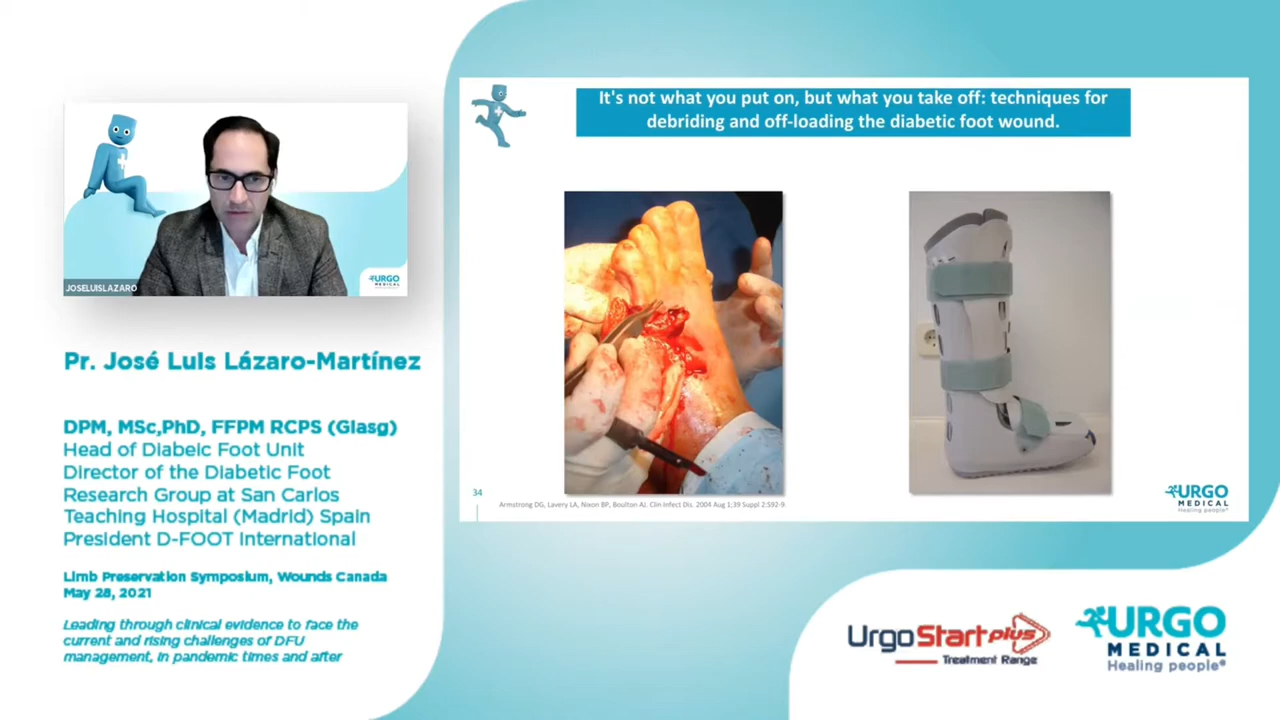 JOSELUISLAZARO
URGO
MEDICAL
Pr. José Luis Lázaro-Martínez
DPM, MSc,PhD, FFPM RCPS (Glasg)
Head of Diabeic Foot Unit
Director of the Diabetic Foot
Research Group at San Carlos
Teaching Hospital (Madrid) Spain
President D-FOOT International
Limb Preservation Symposium, Wounds Canada
May 28, 2021
Leading through clinical evidence to face the
current and rising challenges of DFU
management, in pandemic times and after
It's not what you put on, but what you take off: techniques for
debriding and off-loading the diabetic foot wound.
34
Armstrong DG, Lavery LA, Nixon BP, Boulton AJ. Clin Infect Dis. 2004 Aug 1;39 Suppl 2:S92-9
URGO
MEDICAL
Healing people®
UrgoStart plus
Treatment Range
URGO
MEDICAL
Healing people®